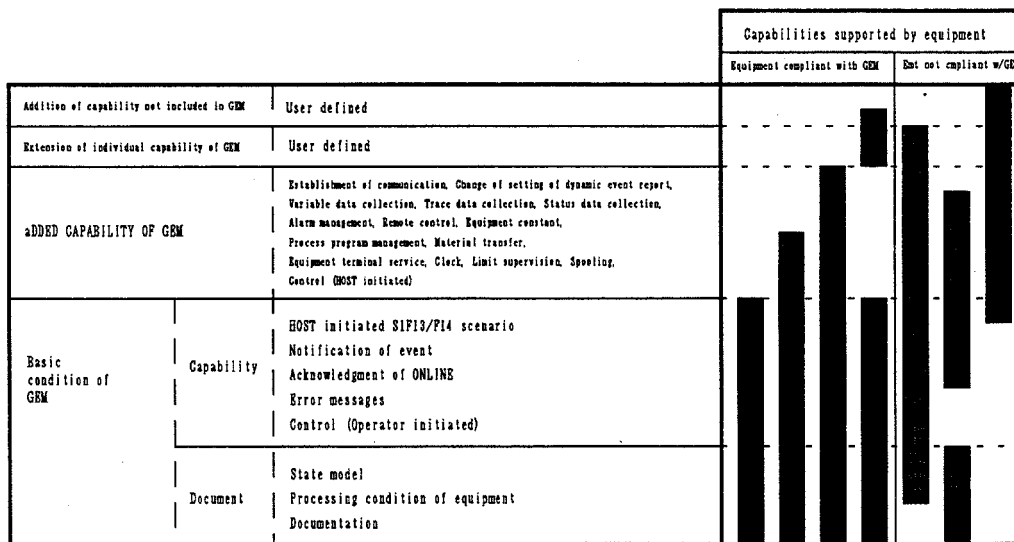 Capabilities supported by equipment
Equipment compliant with GEM
Emt not cmpliant w/GE
Addition of capability not included in GEM
User defined
Extension of individual capability of GEM
User defined
aDDED CAPABILITY OF GEM
Establishment of communication, Change of setting of dynamic event report,
Variable data collection, Trace data collection, Status data collection,
Alarm management, Remote control, Equipment constant,
Process program management, Material transfer,
Equipment terminal service, Clock, Limit supervision, Spooling,
Control (HOST initiated)
Basic
condition of
GEM
Capability
HOST initiated S1F13/F14 scenario
Notification of event
Acknowledgment of ONLINE
Error messages
Control (Operator initiated)
Document
State model
Processing condition of equipment
Documentation